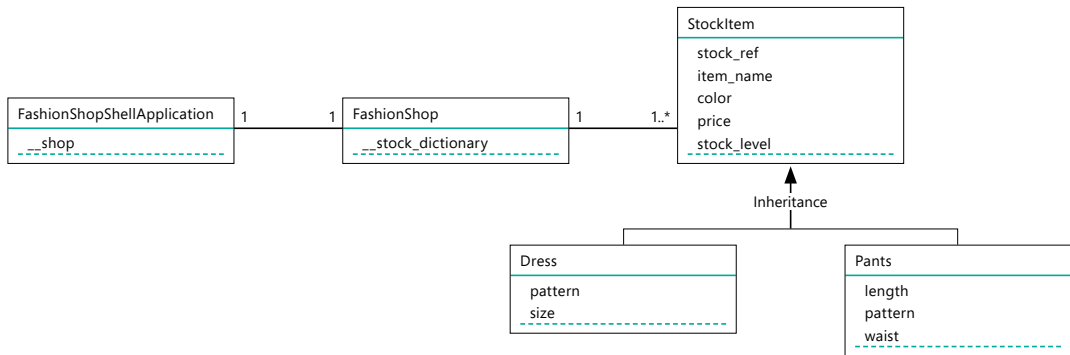 StockItem
stock_ref
item_name
color
price
stock_level
FashionShopShellApplication
__shop
1
1
FashionShop
__stock_dictionary
1
1..*
Inheritance
Dress
pattern
size
Pants
length
pattern
waist